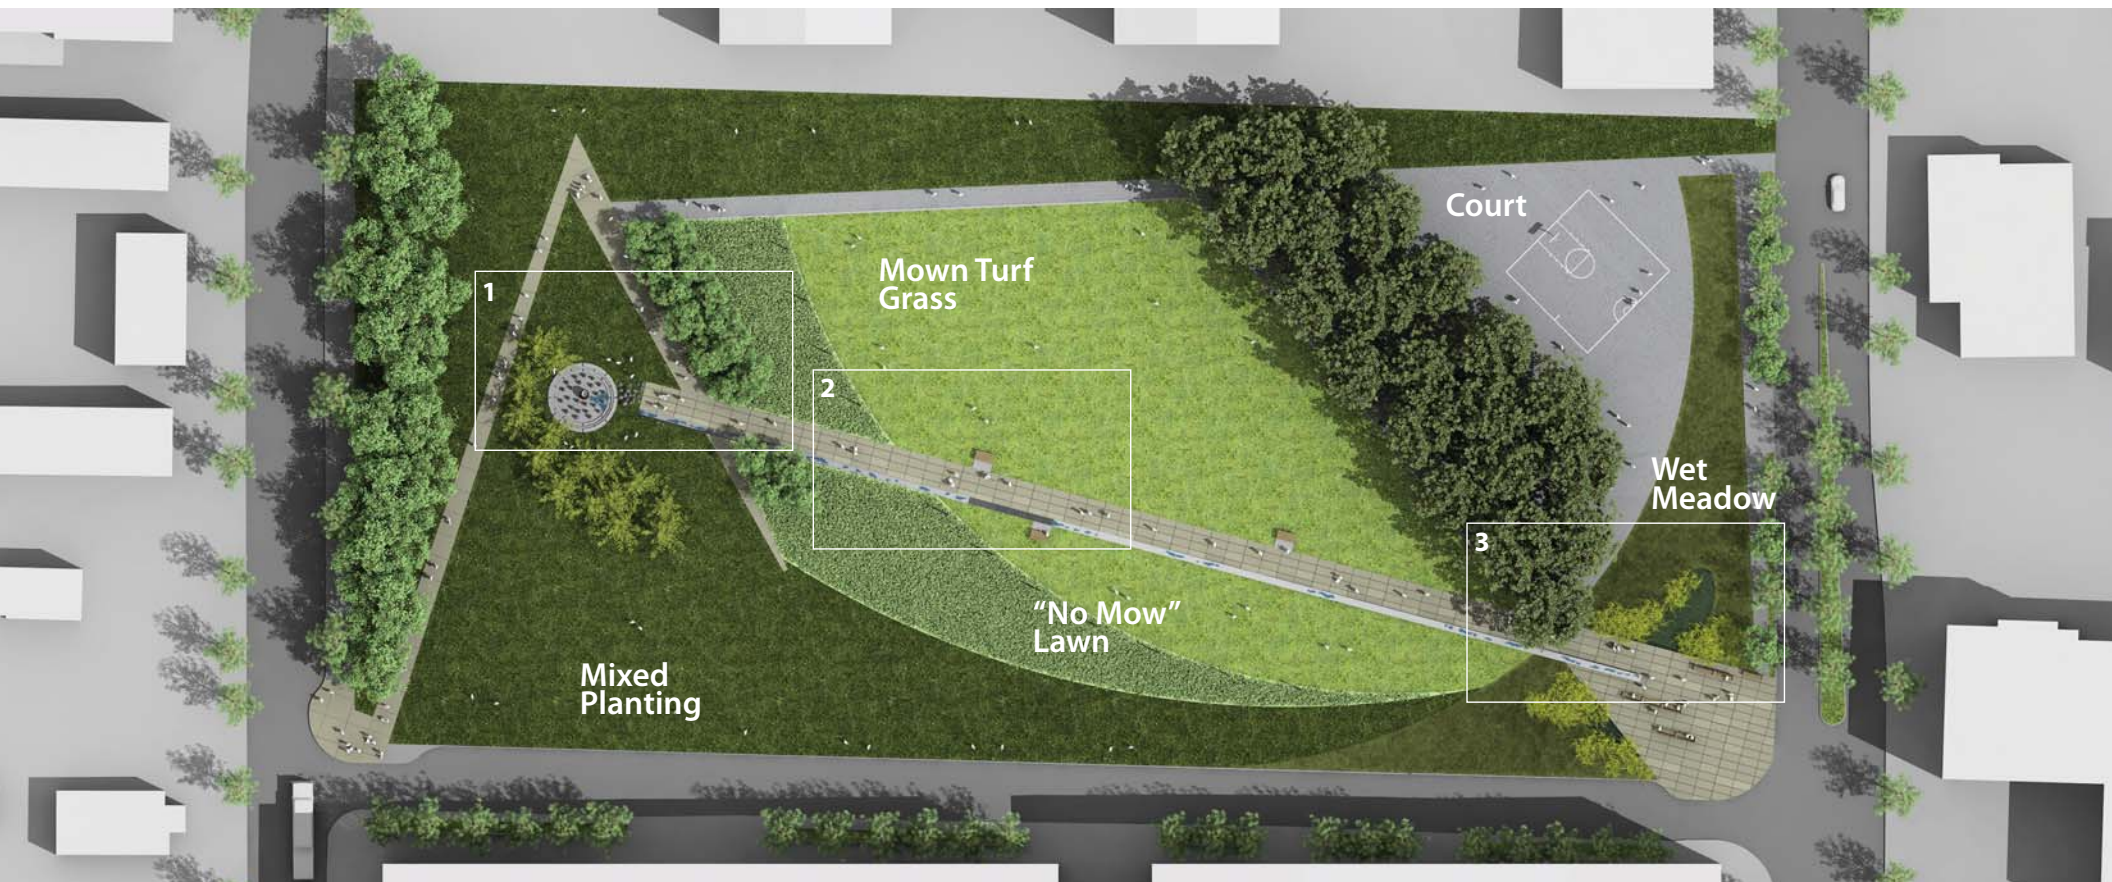 Court
Mown Turf
Grass
1
2
Wet
Meadow
3
“No Mow”
Lawn
Mixed
Planting